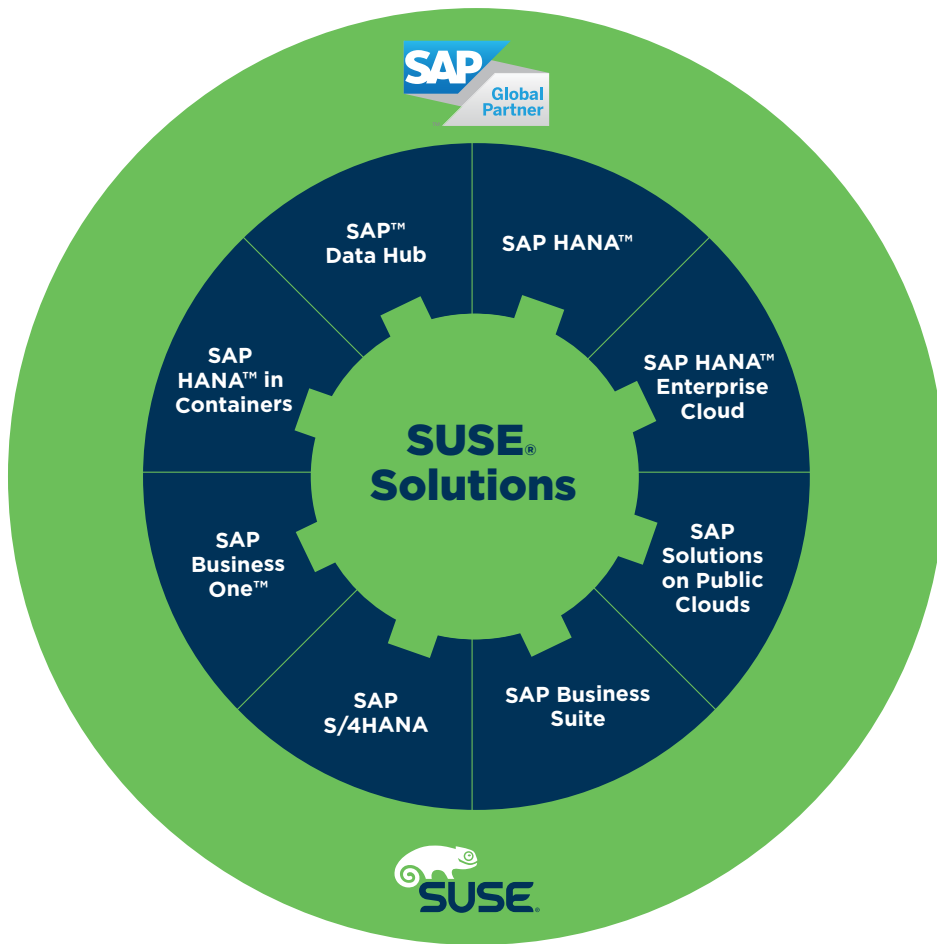 SAP
Global
Partner
SAP™
Data Hub
SAP HANA™
SAP
HANA™ in
Containers
SAP HANA™
Enterprise
Cloud
SUSE®
Solutions
SAP
Business
One™
SAP
Solutions
on Public
Clouds
SAP
S/4HANA
SAP Business
Suite
SUSE®